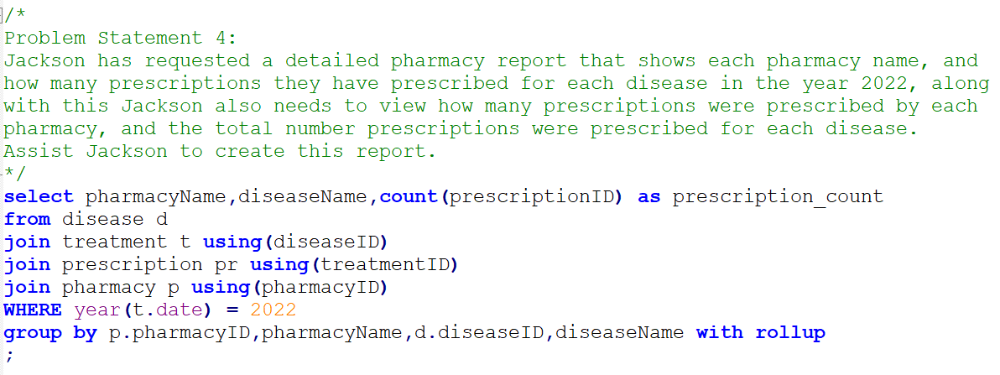 /*
Problem Statement 4:
Jackson has requested a detailed pharmacy report that shows each pharmacy name, and
how many prescriptions they have prescribed for each disease in the year 2022, along
with this Jackson also needs to view how many prescriptions were prescribed by each
pharmacy, and the total number prescriptions were prescribed for each disease.
Assist Jackson to create this report.
*/
select pharmacyName,diseaseName,count(prescriptionID) as prescription_count
from disease d
join treatment t using(diseaseID)
join prescription pr using(treatmentID)
join pharmacy p using(pharmacyID)
WHERE year(t.date) = 2022
group by p.pharmacyID,pharmacyName,d.diseaseID,diseaseName with rollup
;